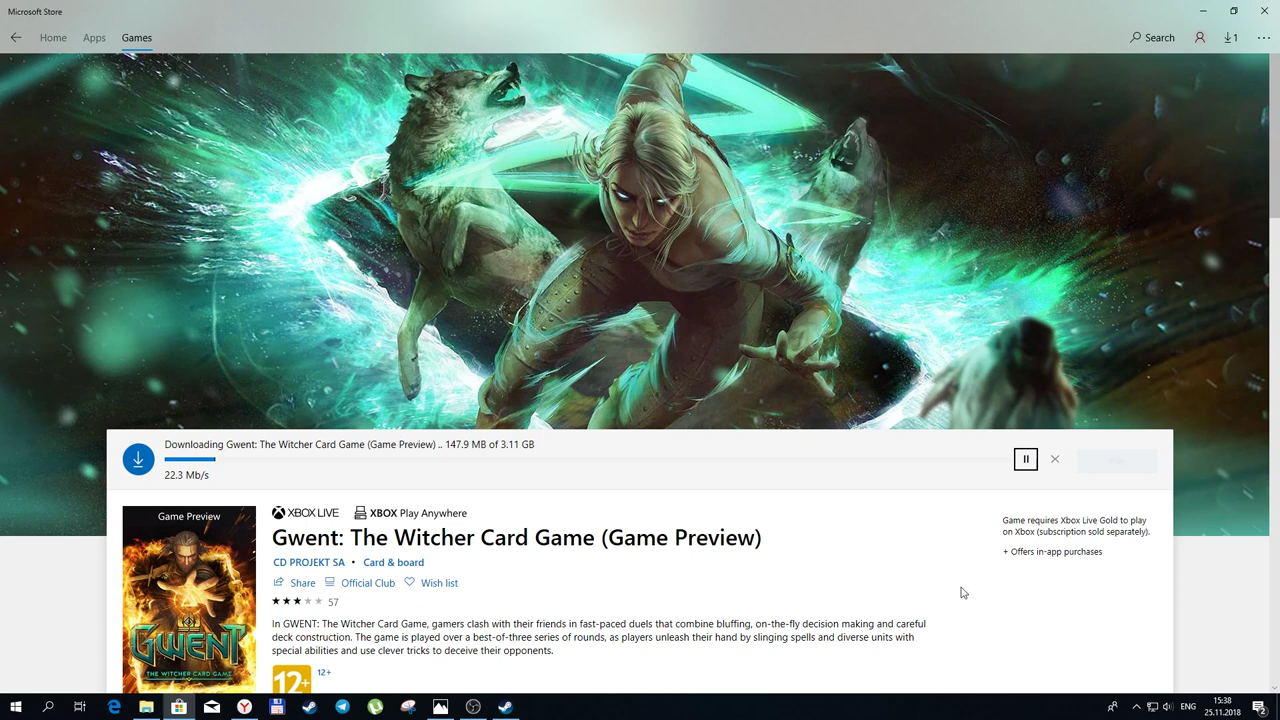 Microsoft Store
Home Apps Games
Search
1
Downloading Gwent: The Witcher Card Game (Game Preview) .. 147.9 MB of 3.11 GB
22.3 Mb/s
Game Preview
GWENT
THE WITCHER CARD GAME
XBOX LIVE XBOX Play Anywhere
Gwent: The Witcher Card Game (Game Preview)
CD PROJEKT SA • Card & board
Share Official Club Wish list
57
In GWENT: The Witcher Card Game, gamers clash with their friends in fast-paced duels that combine bluffing, on-the-fly decision making and careful
deck construction. The game is played over a best-of-three series of rounds, as players unleash their hand by slinging spells and diverse units with
special abilities and use clever tricks to deceive their opponents.
12+
12+
Game requires Xbox Live Gold to play
on Xbox (subscription sold separately).
+ Offers in-app purchases
ENG
15:38
25.11.2018
2